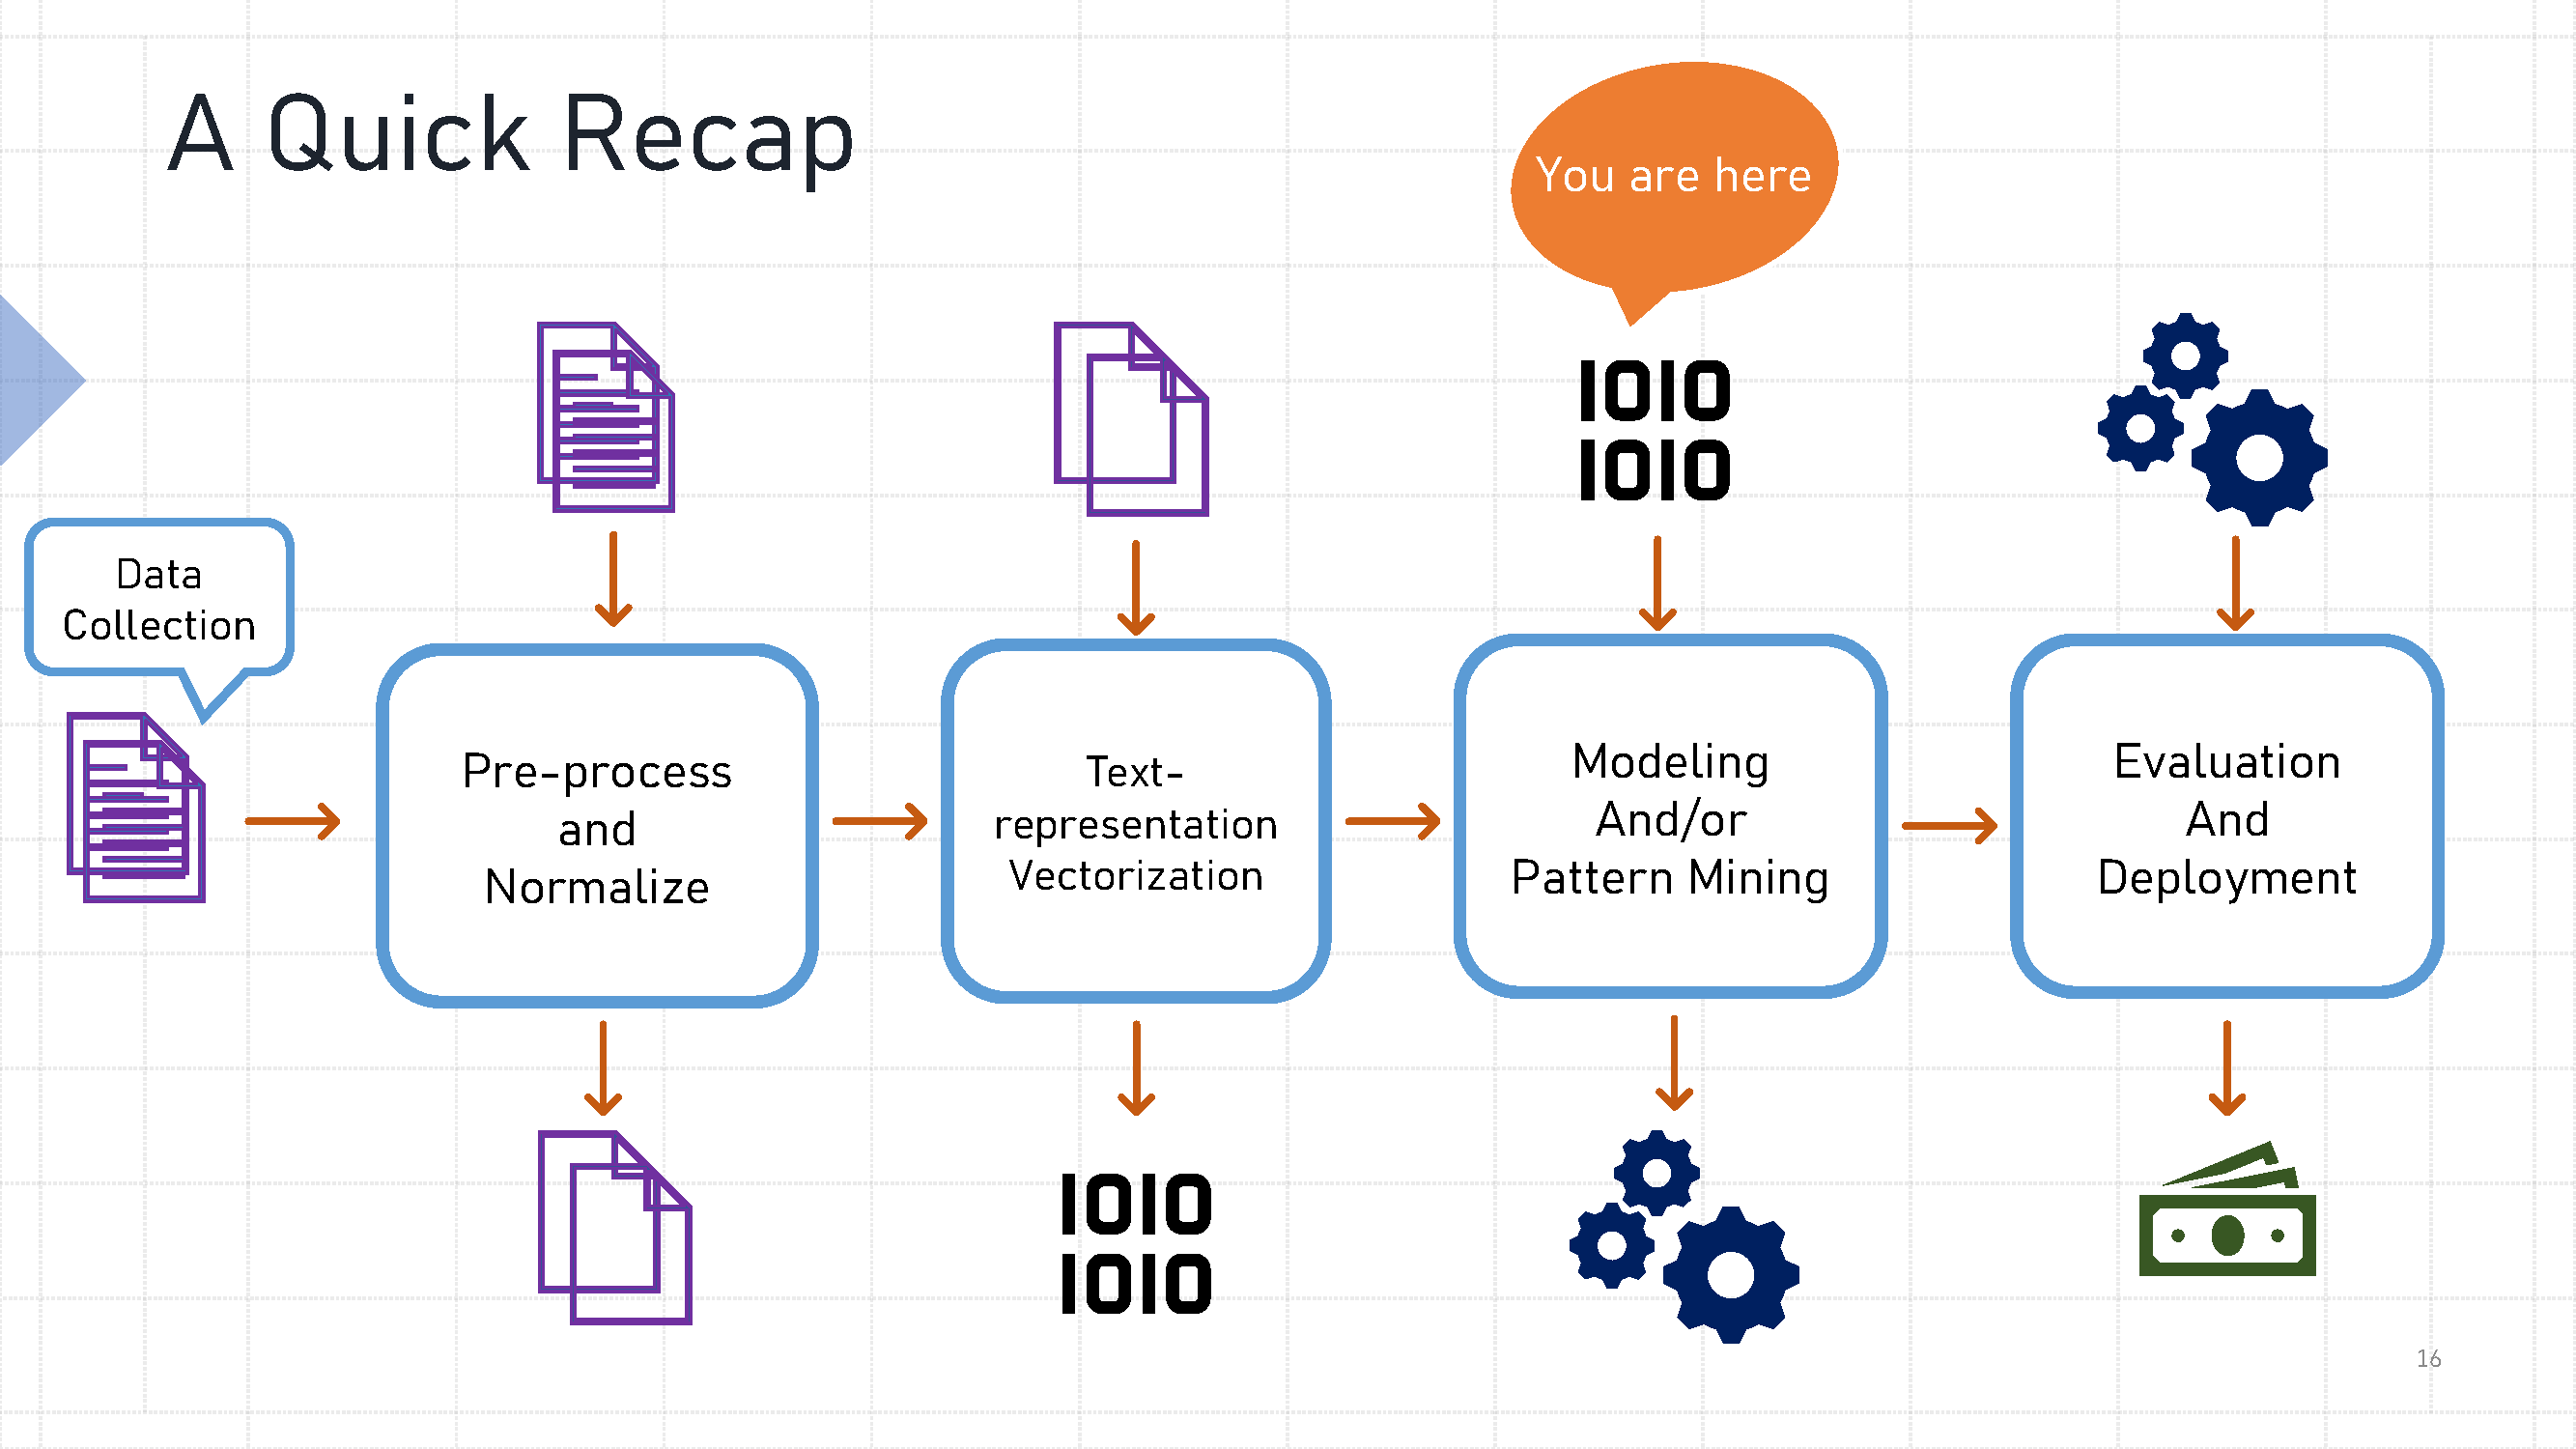 A Quick Recap
You are here
1010
1010
Data
Collection
Pre-process
and
Normalize
Text-
representation
Vectorization
Modeling
And/or
Pattern Mining
Evaluation
And
Deployment
1010
1010
16